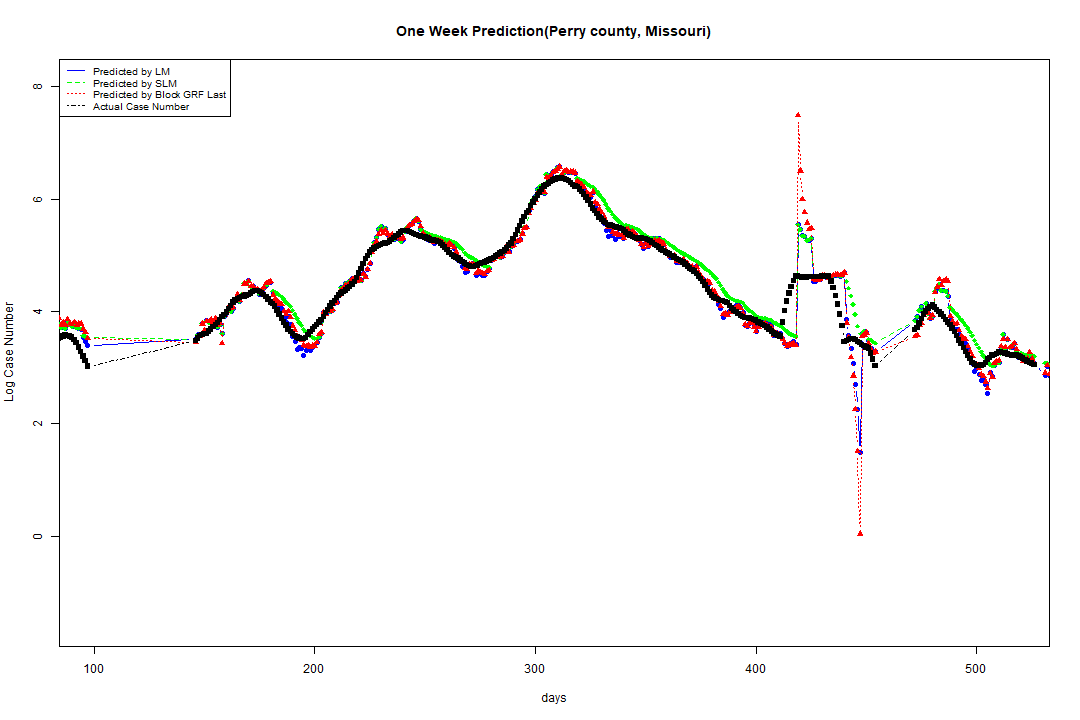 One Week Prediction(Perry county, Missouri)
Predicted by LM
Predicted by SLM
Predicted by Block GRF Last
Actual Case Number
Log Case Number
8
6
4
2
0
100 200 300 400 500
days